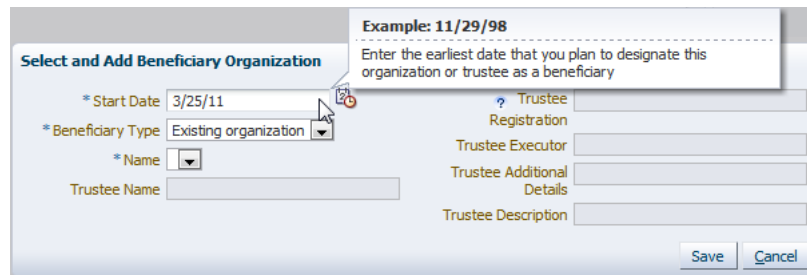 Example: 11/29/98
Enter the earliest date that you plan to designate this
organization or trustee as a beneficiary
Select and Add Beneficiary Organization
* Start Date 3/25/11
* Beneficiary Type Existing organization
* Name
Trustee Name
? Trustee
Registration
Trustee Executor
Trustee Additional
Details
Trustee Description
Save Cancel